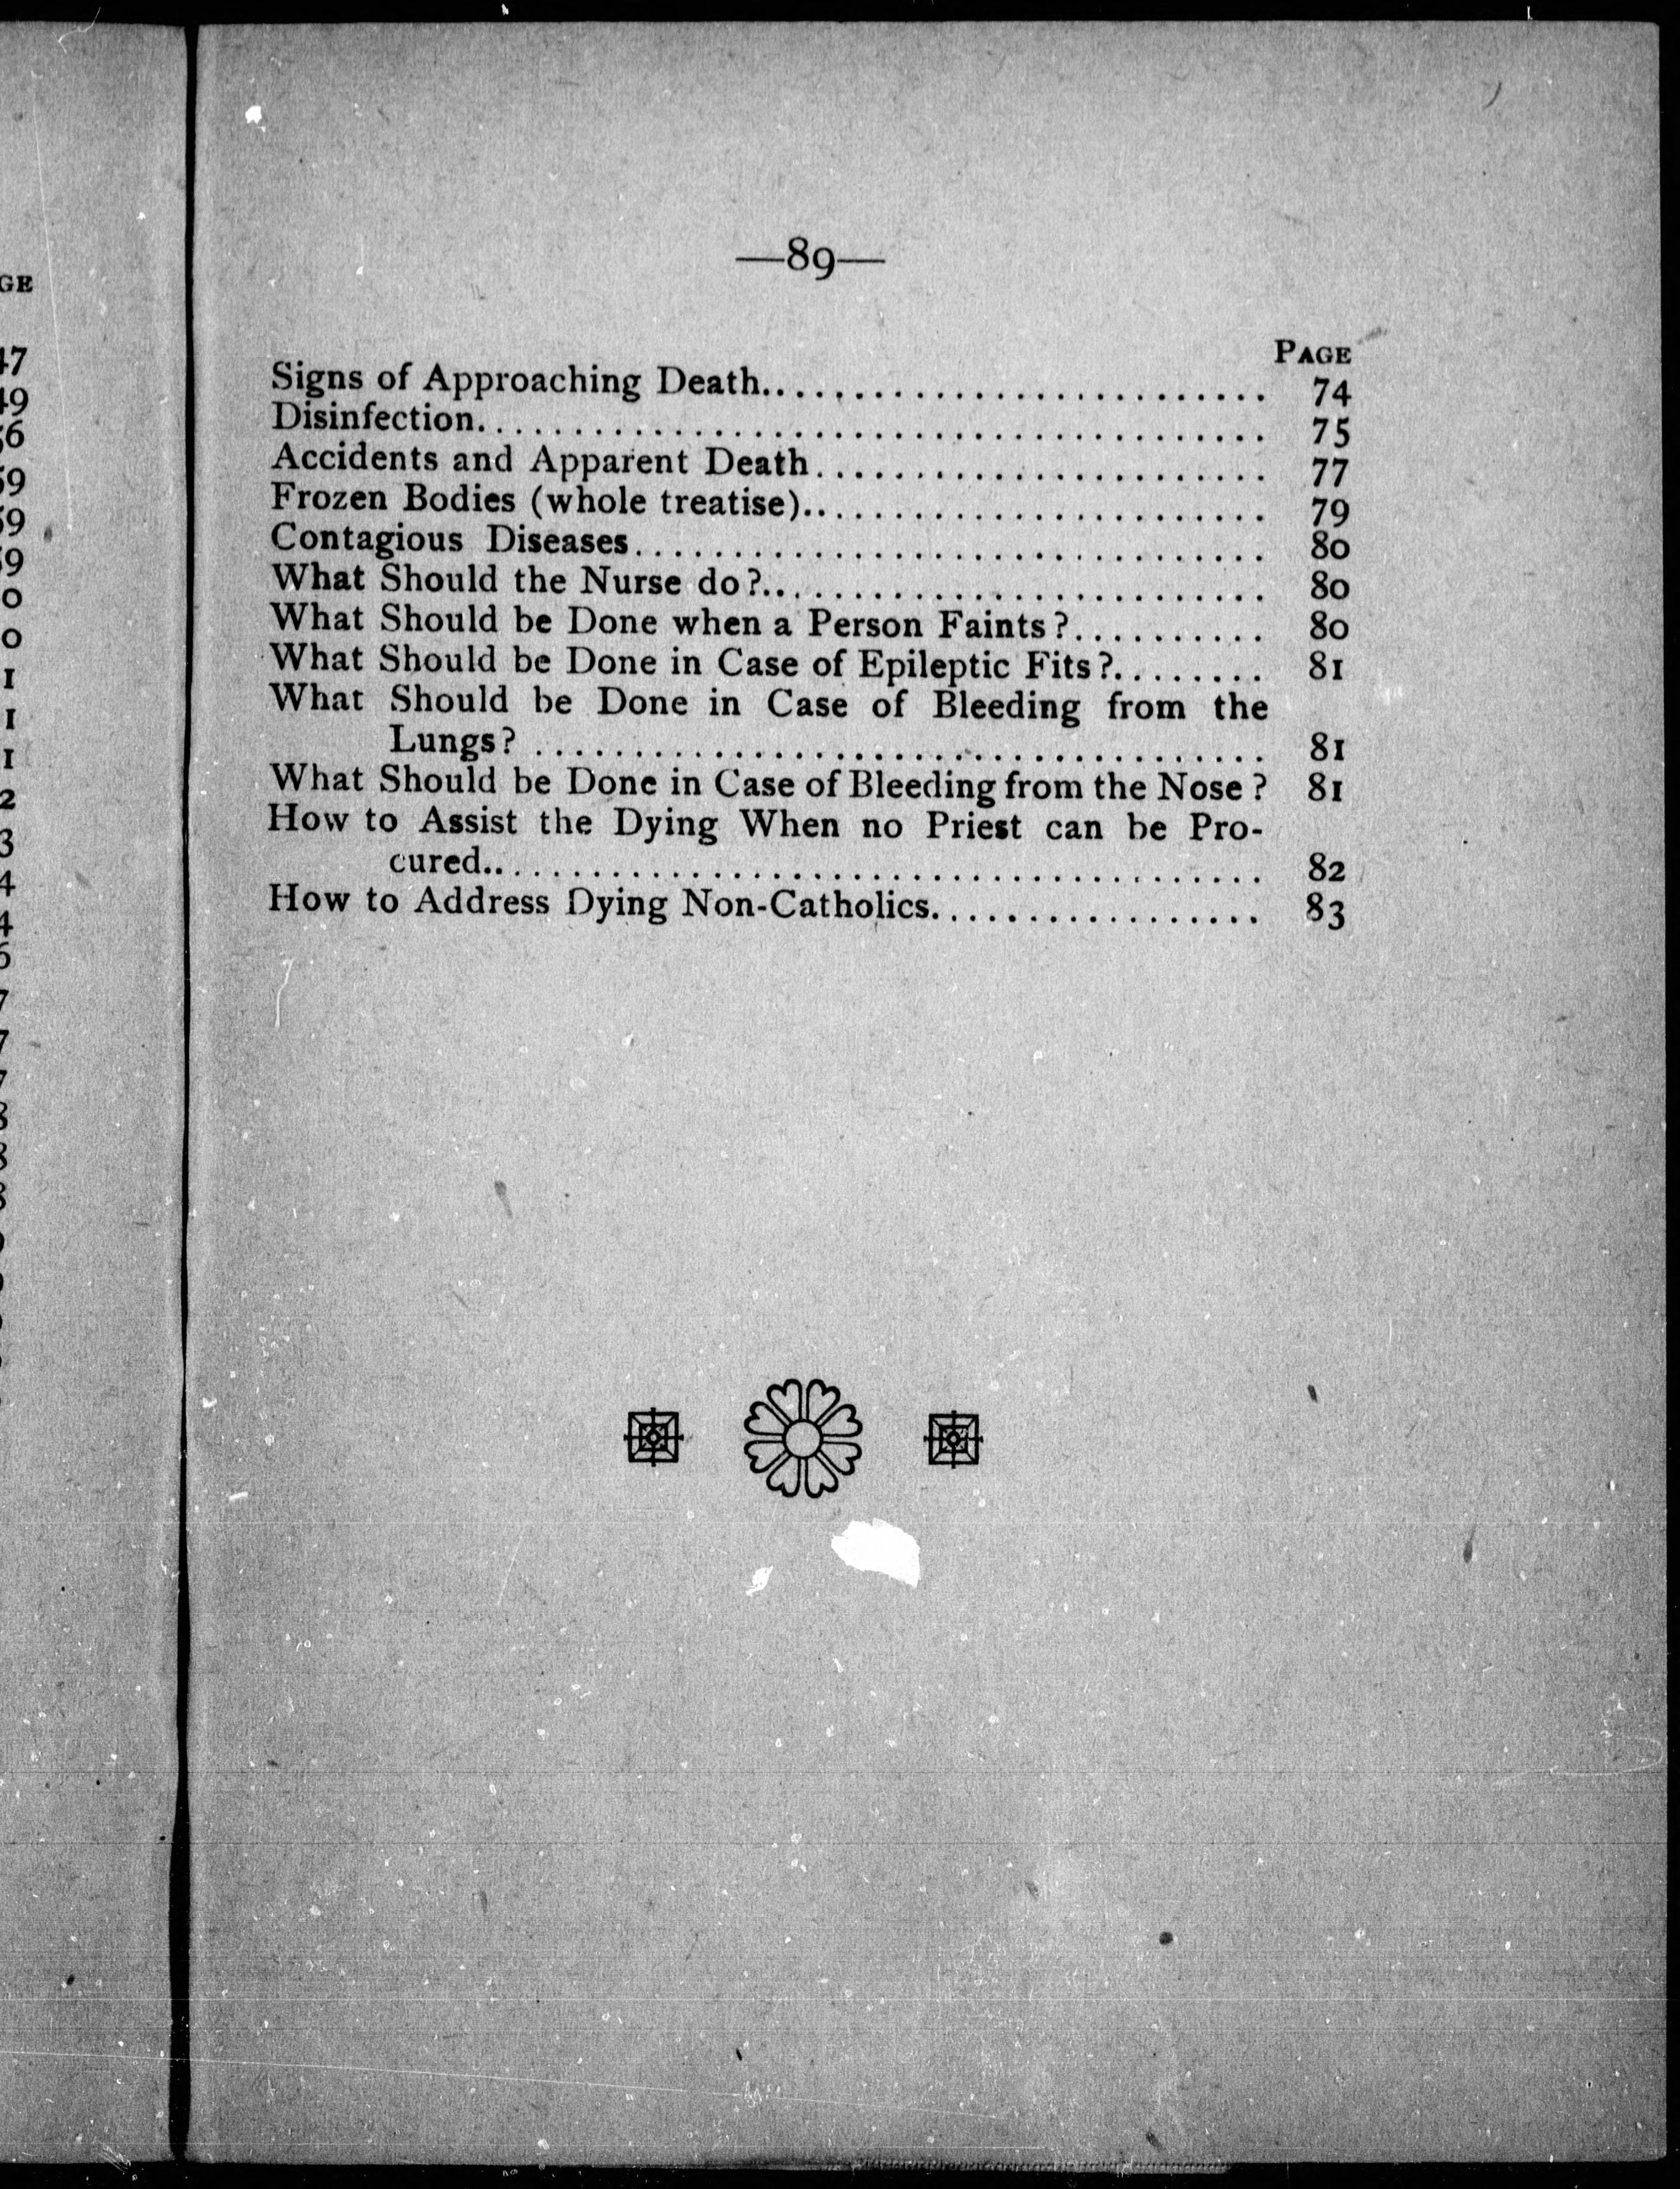 —89—
PAGE
Signs of Approaching Death............................ 74
Disinfection.......................................... 75
Accidents and Apparent Death........................ 77
Frozen Bodies (whole treatise)......................... 79
Contagious Diseases................................. 80
What Should the Nurse do?........................... 80
What Should be Done when a Person Faints?.......... 80
What Should be Done in Case of Epileptic Fits?........ 81
What Should be Done in Case of Bleeding from the
Lungs? ........................................ 81
What Should be Done in Case of Bleeding from the Nose? 81
How to Assist the Dying When no Priest can be Pro-
cured.......................................... 82
How to Address Dying Non-Catholics.................. 83